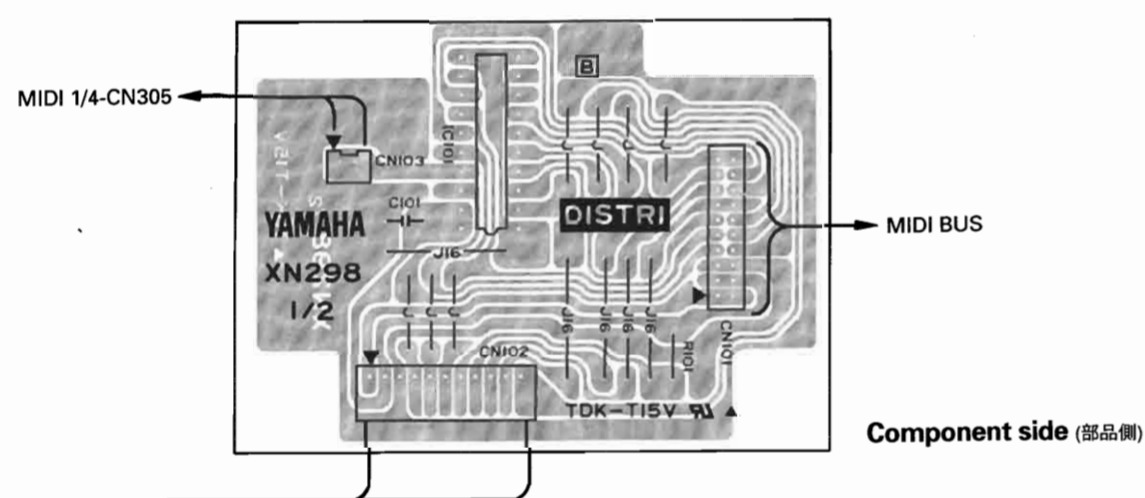 B
MIDI 1/4-CN305
IC101
J
J
J
J
CN103
C101
DISTRI
YAMAHA
MIDI BUS
J16
XN298
1/2
J
J
J
J16
J16
J16
J16
CN101
CN102
R101
TDK-T15V
Component side (部品側)